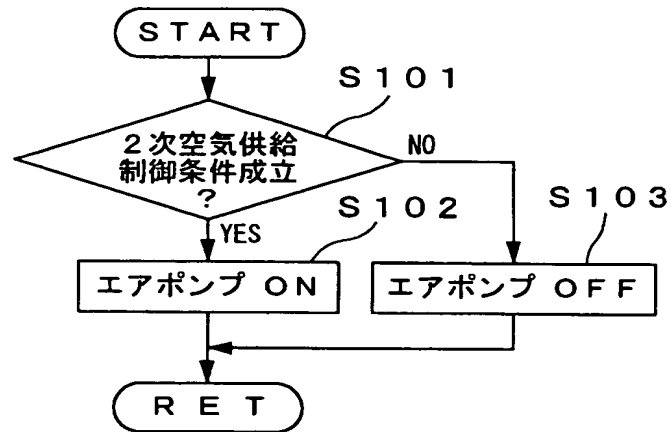 START
S101
2次空気供給
制御条件成立
?
NO
YES
S102
S103
エアポンプ ON
エアポンプ OFF
RET